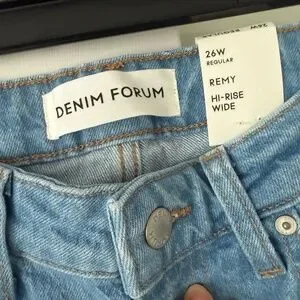 DENIM FORUM
26W
REGULAR
REMY
HI-RISE
WIDE